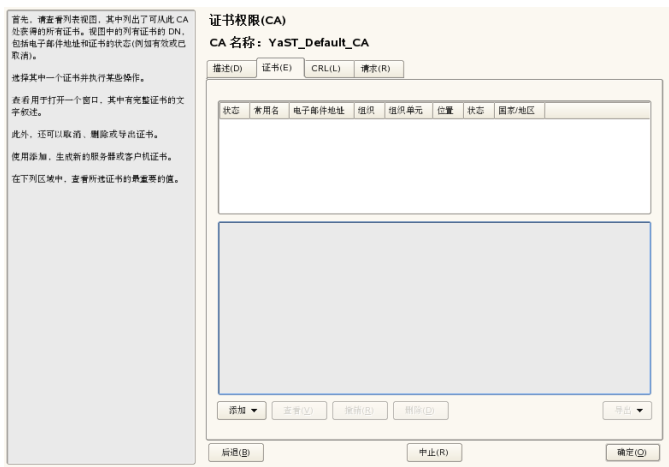 首先，请查看列表视图，其中列出了可从此 CA
处获得的所有证书。视图中的列有证书的 DN，
包括电子邮件地址和证书的状态(例如有效或已
取消)。
选择其中一个证书并执行某些操作。
查看用于打开一个窗口，其中有完整证书的文
字叙述。
此外，还可以取消、删除或导出证书。
使用添加，生成新的服务器或客户机证书。
在下列区域中，查看所选证书的最重要的值。
证书权限(CA)
CA 名称：YaST_Default_CA
描述(D) 证书(E) CRL(L) 请求(R)
状态 常用名 电子邮件地址 组织 组织单元 位置 状态 国家/地区
添加 查看(V) 撤销(R) 删除(D) 导出
后退(B) 中止(R) 确定(O)